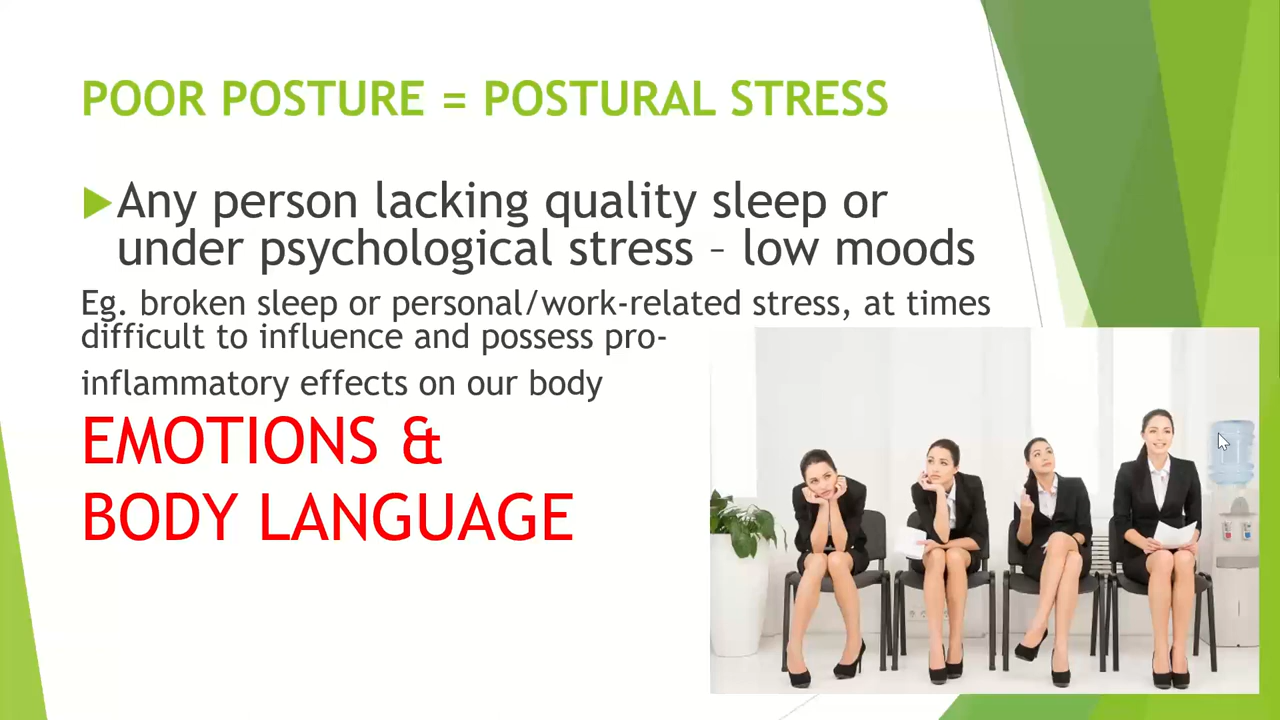 POOR POSTURE = POSTURAL STRESS
Any person lacking quality sleep or
under psychological stress – low moods
Eg. broken sleep or personal/work-related stress, at times
difficult to influence and possess pro-
inflammatory effects on our body
EMOTIONS &
BODY LANGUAGE